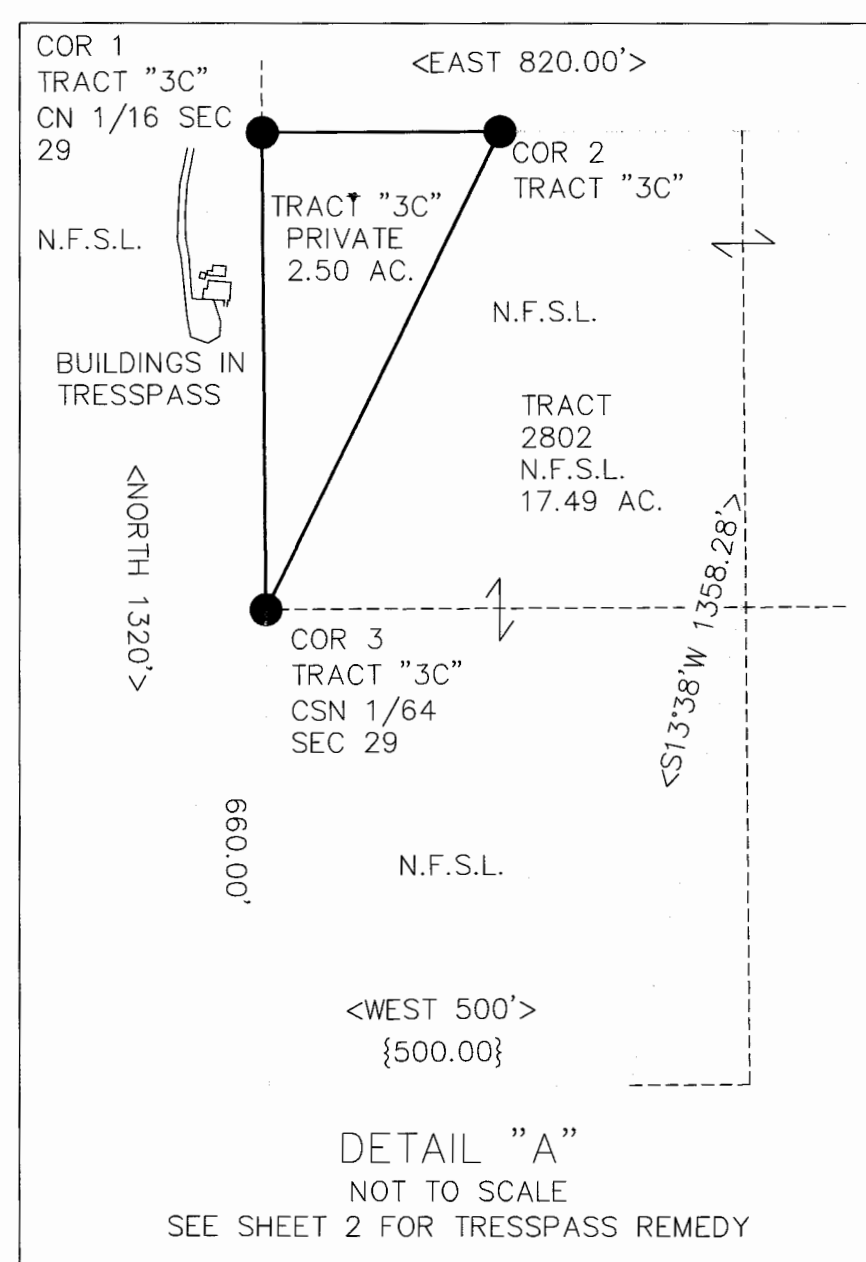 COR 1
TRACT "3C"
CN 1/16 SEC
29
<EAST 820.00'>
COR 2
TRACT "3C"
TRACT "3C"
PRIVATE
2.50 AC.
N.F.S.L.
N.F.S.L.
BUILDINGS IN
TRESSPASS
TRACT
2802
N.F.S.L.
17.49 AC.
<NORTH 1320'>
<S13°38'W 1358.28'>
COR 3
TRACT "3C"
CSN 1/64
SEC 29
660.00'
N.F.S.L.
<WEST 500'>
{500.00}
DETAIL "A"
NOT TO SCALE
SEE SHEET 2 FOR TRESSPASS REMEDY